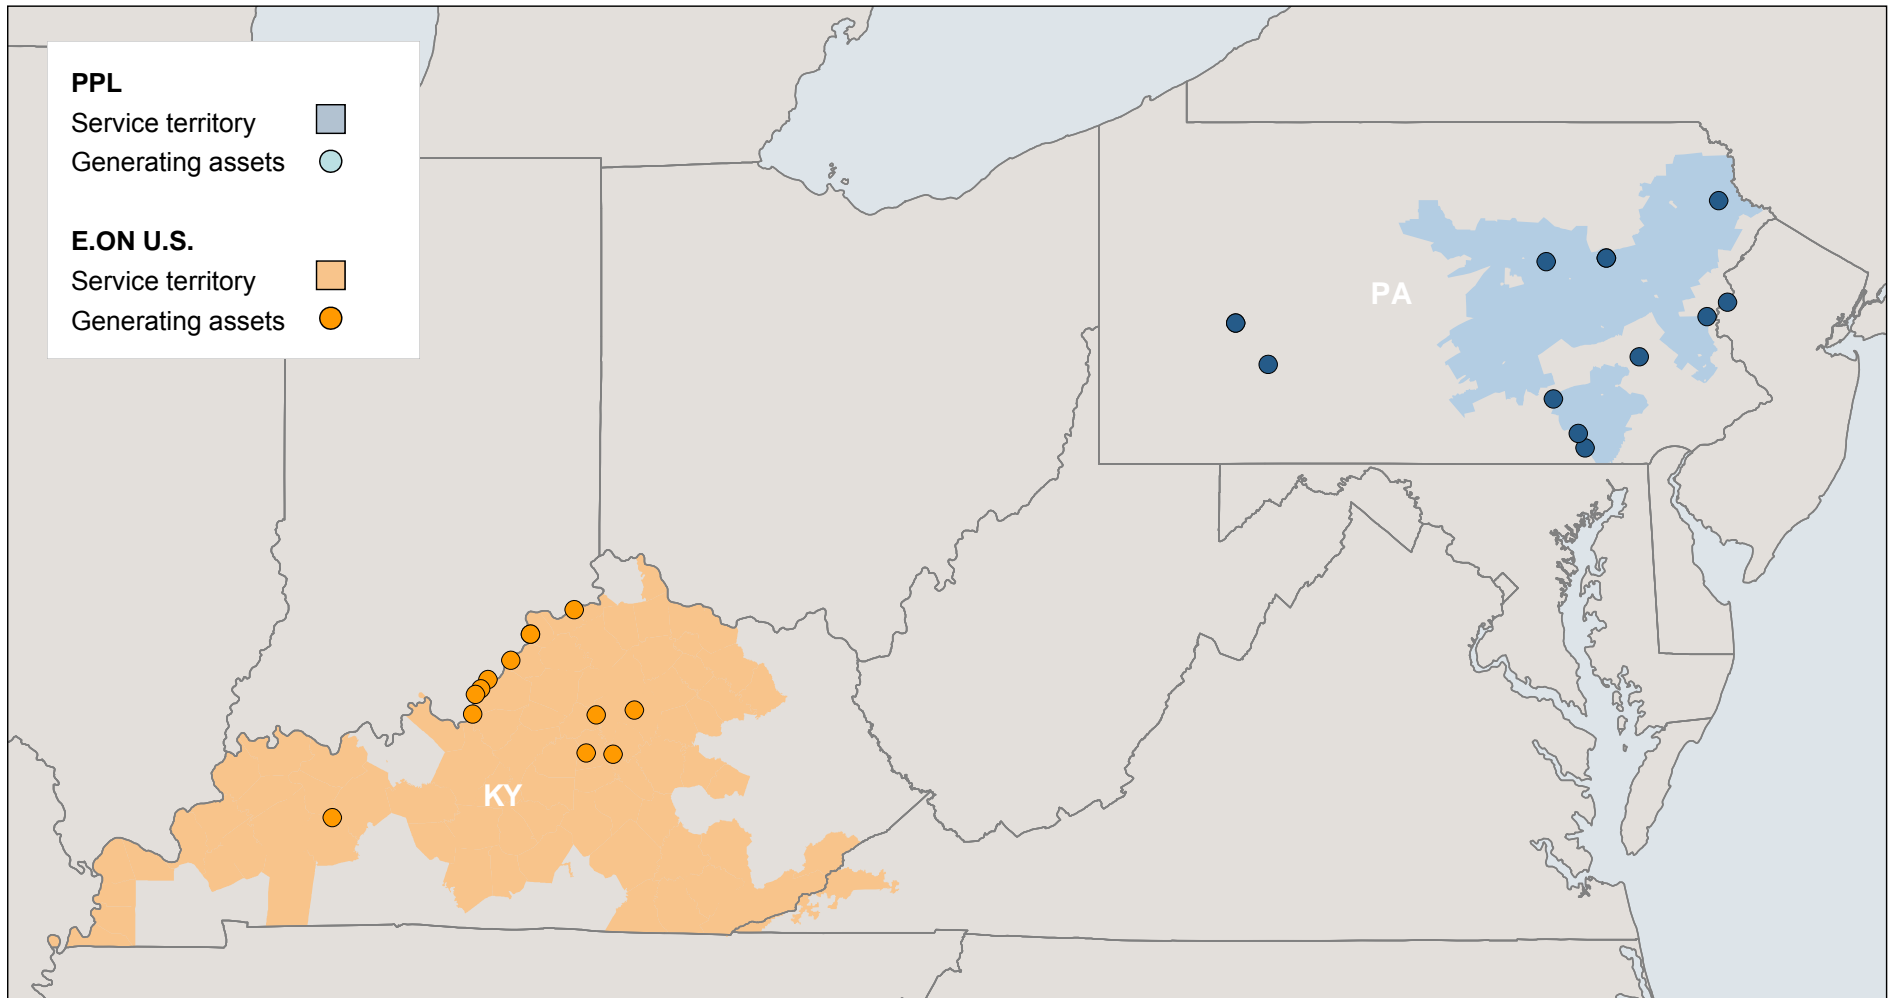 PPL
Service territory
Generating assets
E.ON U.S.
Service territory
Generating assets
PA
KY